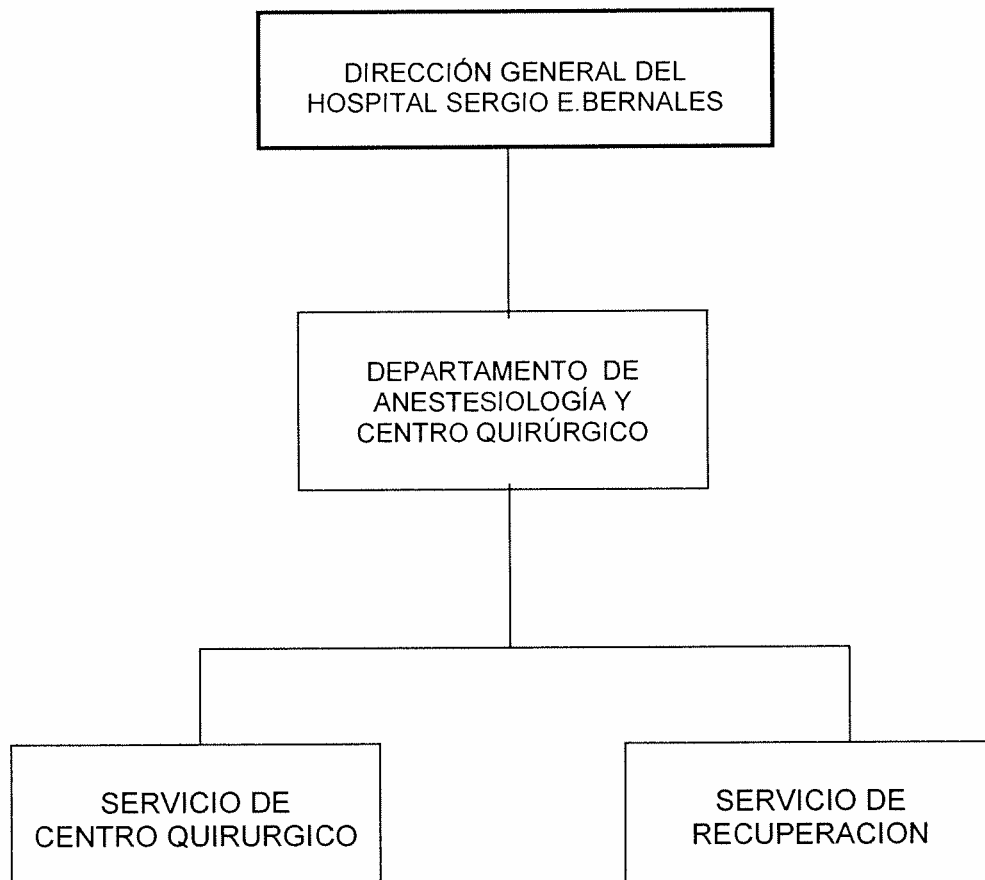 DIRECCIÓN GENERAL DEL
HOSPITAL SERGIO E.BERNALES
DEPARTAMENTO DE
ANESTESIOLOGÍA Y
CENTRO QUIRÚRGICO
SERVICIO DE
CENTRO QUIRURGICO
SERVICIO DE
RECUPERACION